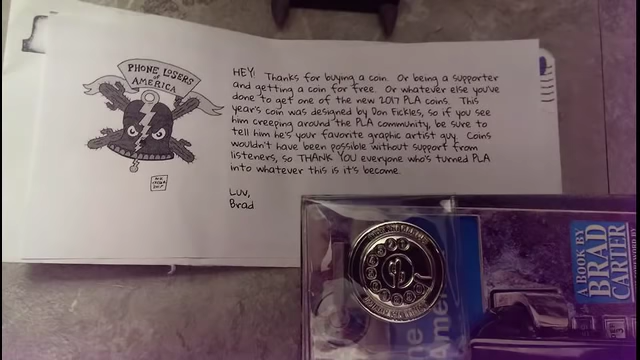 PHONE LOSERS
of
AMERICA
HEY! Thanks for buying a coin. Or being a supporter
and getting a coin for free. Or whatever else you've
done to get one of the new 2017 PLA coins. This
year's coin was designed by Don Fickles, so if you see
him creeping around the PLA community, be sure to
tell him he's your favorite graphic artist guy. Coins
wouldn't have been possible without support from
listeners, so THANK YOU everyone who's turned PLA
into whatever this is it's become.
Luv,
Brad
A BOOK BY
BRAD
CARTER